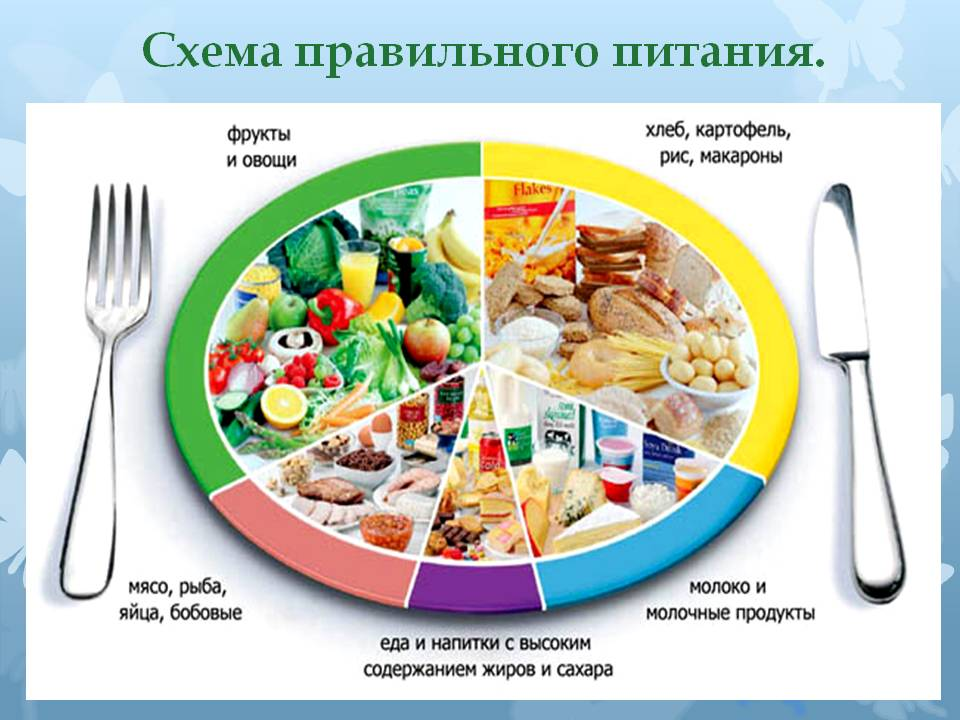 Схема правильного питания.
фрукты
и овощи
хлеб, картофель,
рис, макароны
Flakes
мясо, рыба,
яйца, бобовые
молоко и
молочные продукты
еда и напитки с высоким
содержанием жиров и сахара